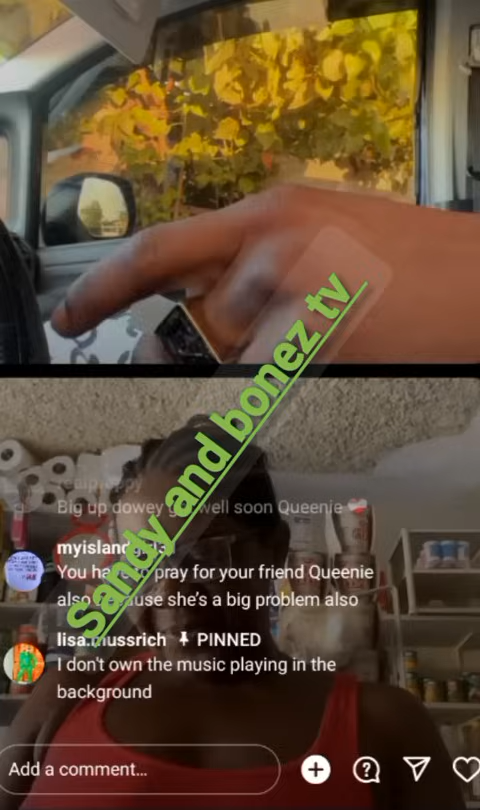 Sandy and bonez tv
Big up dowey get well soon Queenie
You have to pray for your friend Queenie
also because she's a big problem also
lisa.mussrich PINNED
I don't own the music playing in the
background
Add a comment...